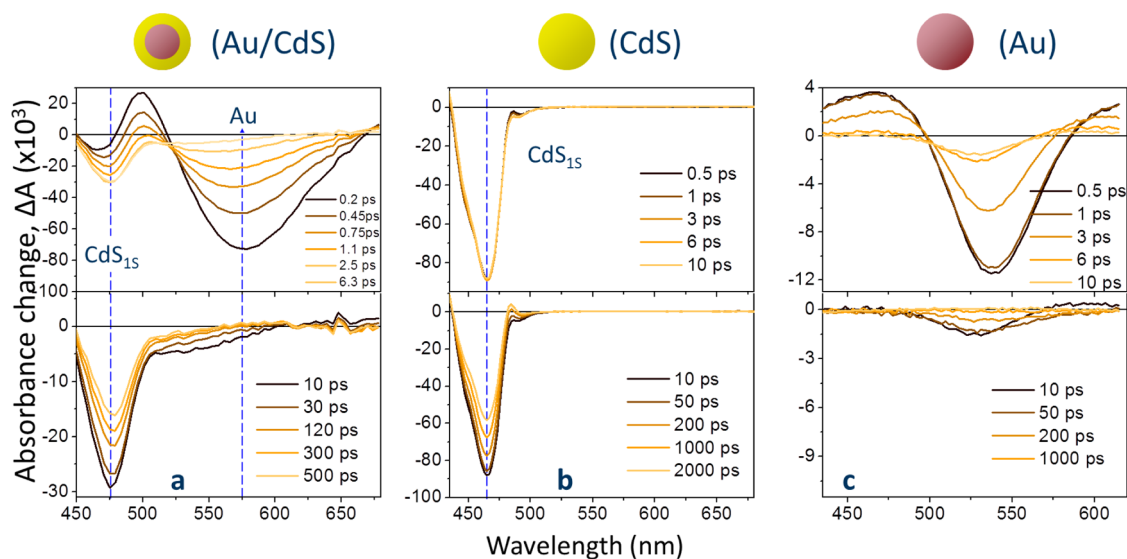 (Au/CdS)
(CdS)
(Au)
Absorbance change, ΔA (x10³)
20
0
-20
-40
-60
-80
100
CdS1S
Au
0.2 ps
0.45ps
0.75ps
1.1 ps
2.5 ps
6.3 ps
0
-10
-20
-30
10 ps
30 ps
120 ps
300 ps
500 ps
a
450 500 550 600 650
0
-20
-40
-60
-80
CdS1S
0.5 ps
1 ps
3 ps
6 ps
10 ps
0
-20
-40
-60
-80
-100
10 ps
50 ps
200 ps
1000 ps
2000 ps
b
450 500 550 600 650
4
0
-4
-8
-12
0.5 ps
1 ps
3 ps
6 ps
10 ps
0
-3
-6
-9
10 ps
50 ps
200 ps
1000 ps
c
450 500 550 600
Wavelength (nm)